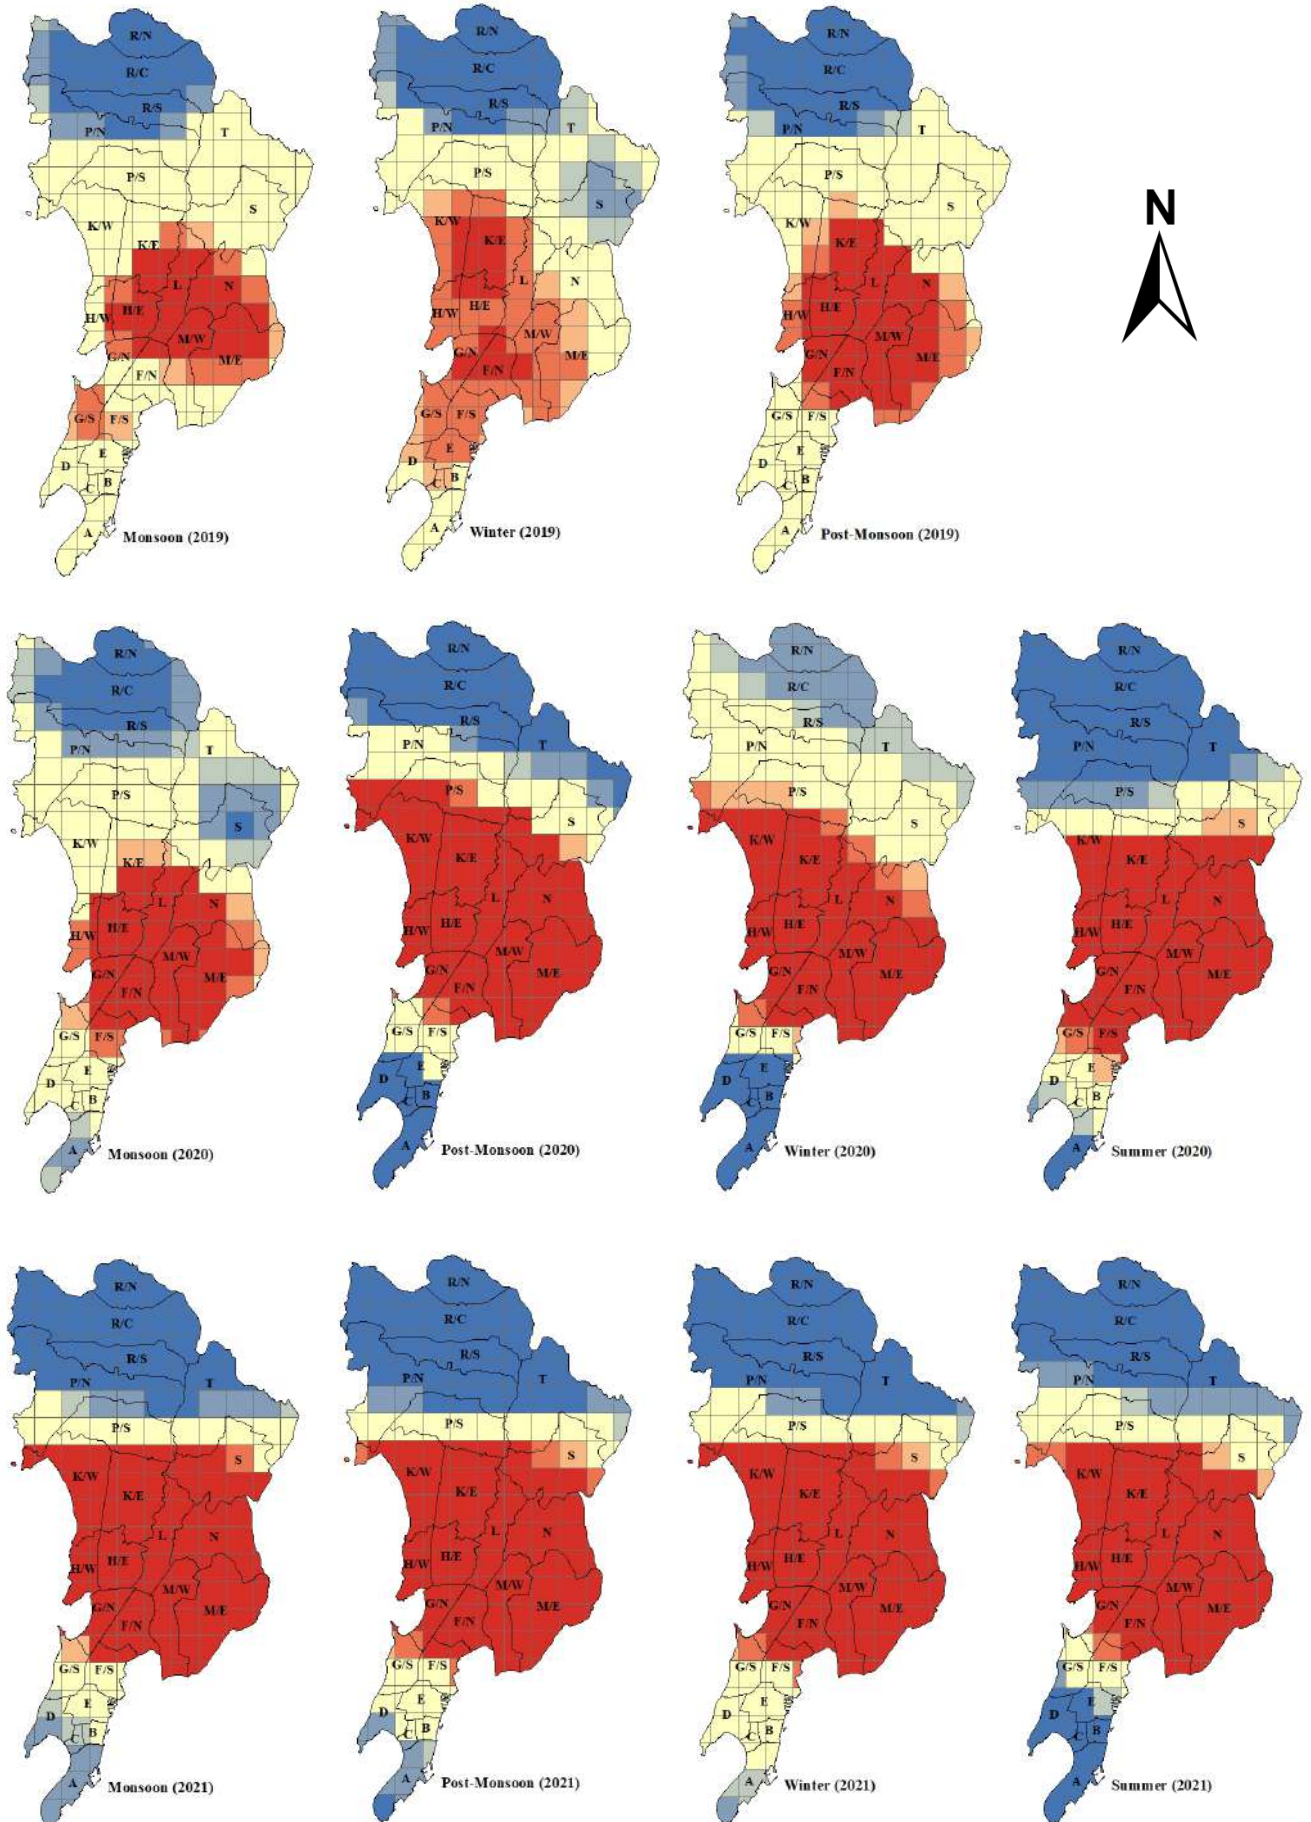 R/N
R/C
R/S
P/N
T
P/S
S
K/W
K/E
L
N
H/E
H/W
M/W
G/N
M/E
F/N
G/S
F/S
E
D
B
C
A
Monsoon (2019)
R/N
R/C
R/S
P/N
T
P/S
S
K/W
K/E
L
N
H/E
H/W
M/W
G/N
M/E
F/N
G/S
F/S
E
D
B
C
A
Winter (2019)
R/N
R/C
R/S
P/N
T
P/S
S
K/W
K/E
L
N
H/E
H/W
M/W
G/N
M/E
F/N
G/S
F/S
E
D
B
C
A
Post-Monsoon (2019)
N
R/N
R/C
R/S
P/N
T
P/S
S
K/W
K/E
L
N
H/E
H/W
M/W
G/N
M/E
F/N
G/S
F/S
E
D
B
C
A
Monsoon (2020)
R/N
R/C
R/S
P/N
T
P/S
S
K/W
K/E
L
N
H/E
H/W
M/W
G/N
M/E
F/N
G/S
F/S
E
D
B
C
A
Post-Monsoon (2020)
R/N
R/C
R/S
P/N
T
P/S
S
K/W
K/E
L
N
H/E
H/W
M/W
G/N
M/E
F/N
G/S
F/S
E
D
B
C
A
Winter (2020)
R/N
R/C
R/S
P/N
T
P/S
S
K/W
K/E
L
N
H/E
H/W
M/W
G/N
M/E
F/N
G/S
F/S
E
D
B
C
A
Summer (2020)
R/N
R/C
R/S
P/N
T
P/S
S
K/W
K/E
L
N
H/E
H/W
M/W
G/N
M/E
F/N
G/S
F/S
E
D
B
C
A
Monsoon (2021)
R/N
R/C
R/S
P/N
T
P/S
S
K/W
K/E
L
N
H/E
H/W
M/W
G/N
M/E
F/N
G/S
F/S
E
D
B
C
A
Post-Monsoon (2021)
R/N
R/C
R/S
P/N
T
P/S
S
K/W
K/E
L
N
H/E
H/W
M/W
G/N
M/E
F/N
G/S
F/S
E
D
B
C
A
Winter (2021)
R/N
R/C
R/S
P/N
T
P/S
S
K/W
K/E
L
N
H/E
H/W
M/W
G/N
M/E
F/N
G/S
F/S
E
D
B
C
A
Summer (2021)